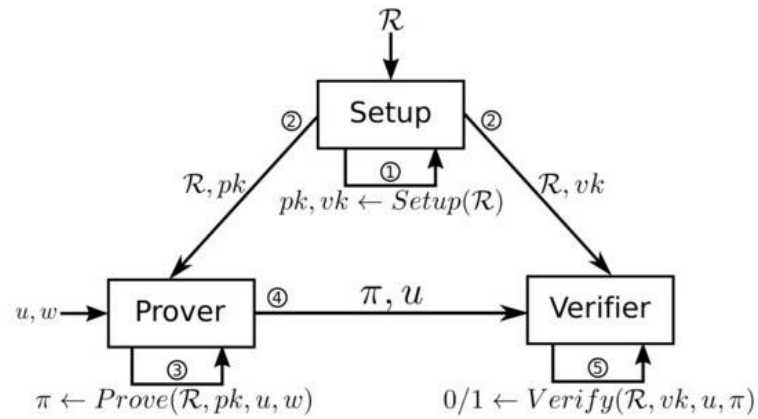 ℛ
Setup
② ②
①
ℛ, pk ℛ, vk
pk, vk ← Setup(ℛ)
④ π, u
u, w Prover Verifier
③ ⑤
π ← Prove(ℛ, pk, u, w) 0/1 ← Verify(ℛ, vk, u, π)